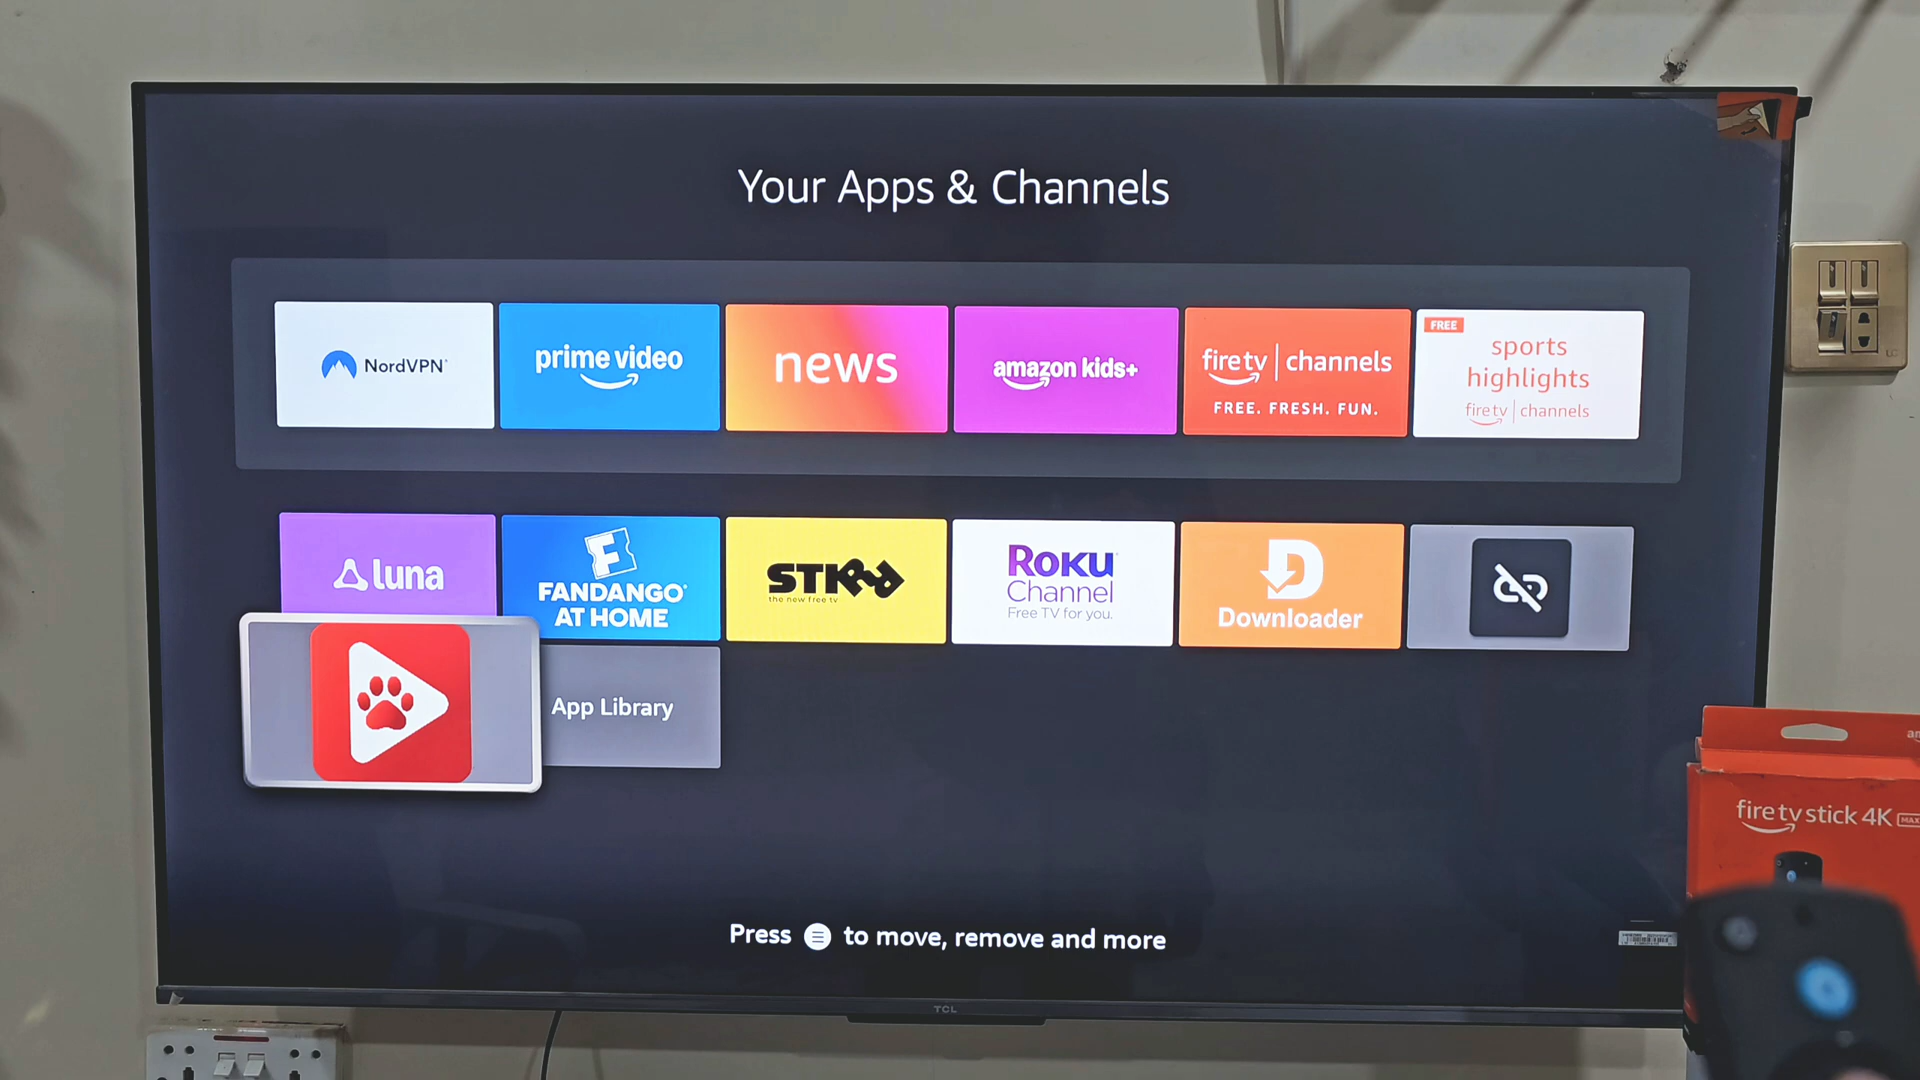 Your Apps & Channels
NordVPN®
prime video
news
amazon kids+
fire tv | channels
FREE. FRESH. FUN.
FREE
sports
highlights
fire tv | channels
luna
FANDANGO®
AT HOME
STIRR
the new free tv
Roku
Channel
Free TV for you.
D
Downloader
App Library
Press to move, remove and more
fire tv stick 4K MAX
TCL